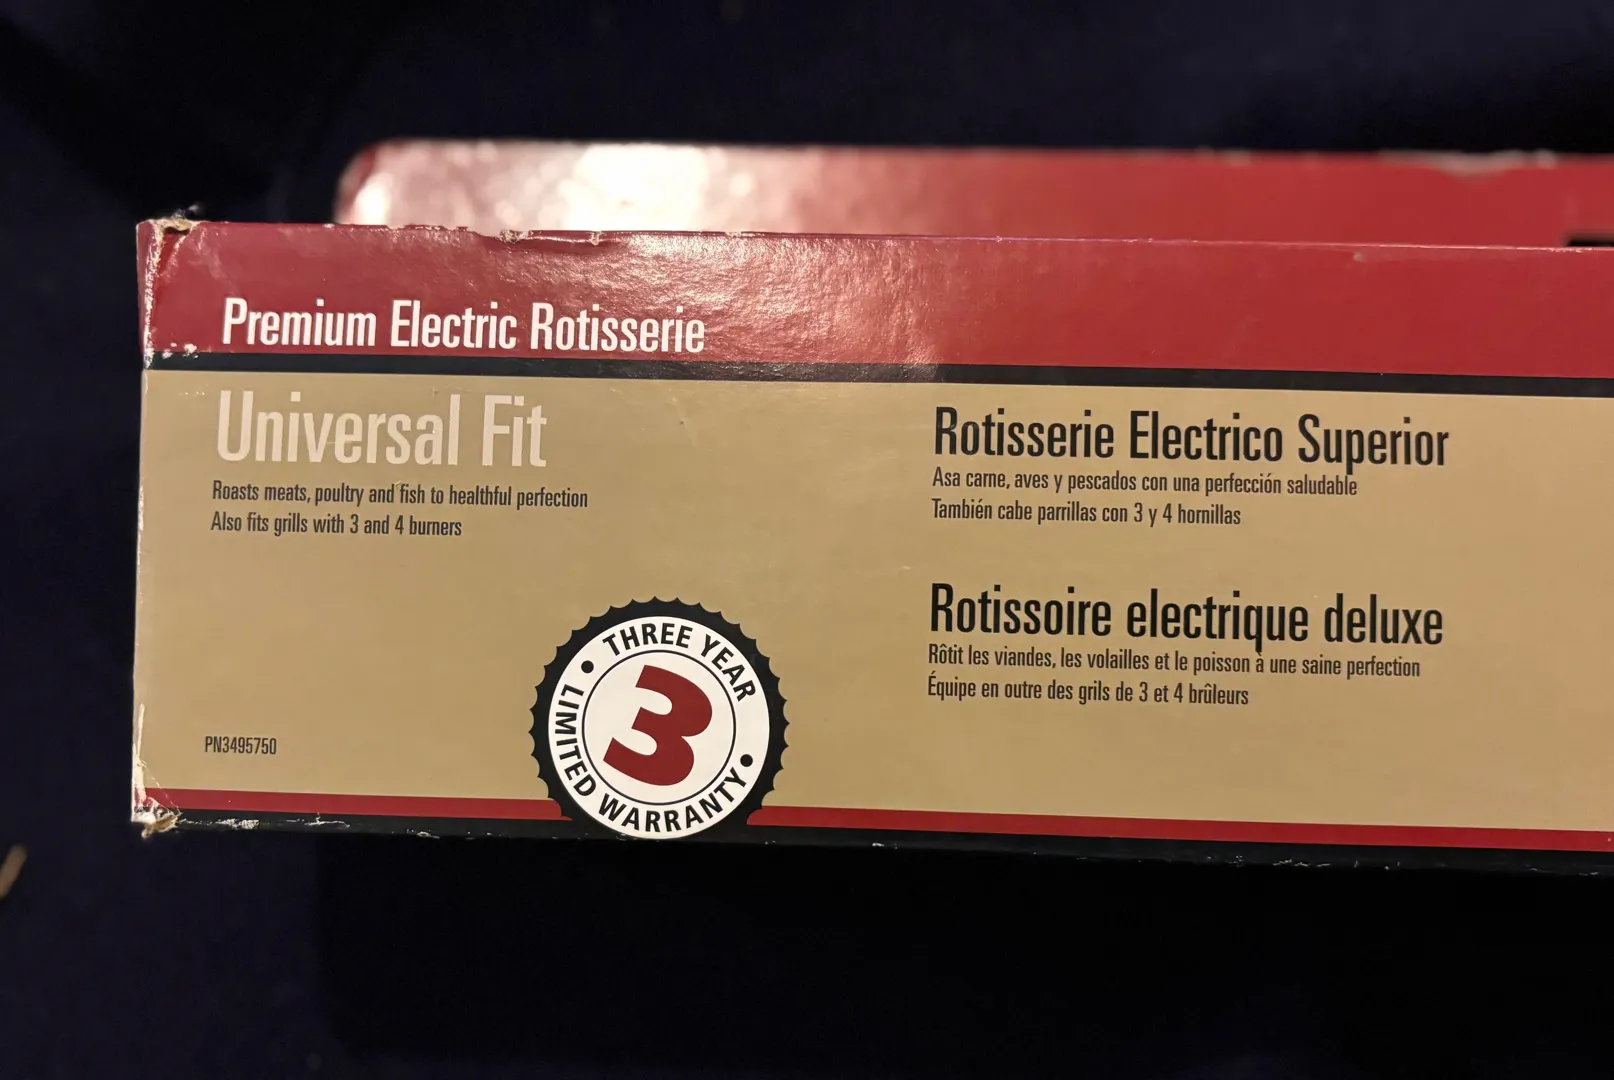 Premium Electric Rotisserie
Universal Fit
Roasts meats, poultry and fish to healthful perfection
Also fits grills with 3 and 4 burners
PN3495750
THREE YEAR
3
LIMITED WARRANTY
Rotisserie Electrico Superior
Asa carne, aves y pescados con una perfección saludable
También cabe parrillas con 3 y 4 hornillas
Rotissoire electrique deluxe
Rôtit les viandes, les volailles et le poisson à une saine perfection
Équipe en outre des grils de 3 et 4 brûleurs